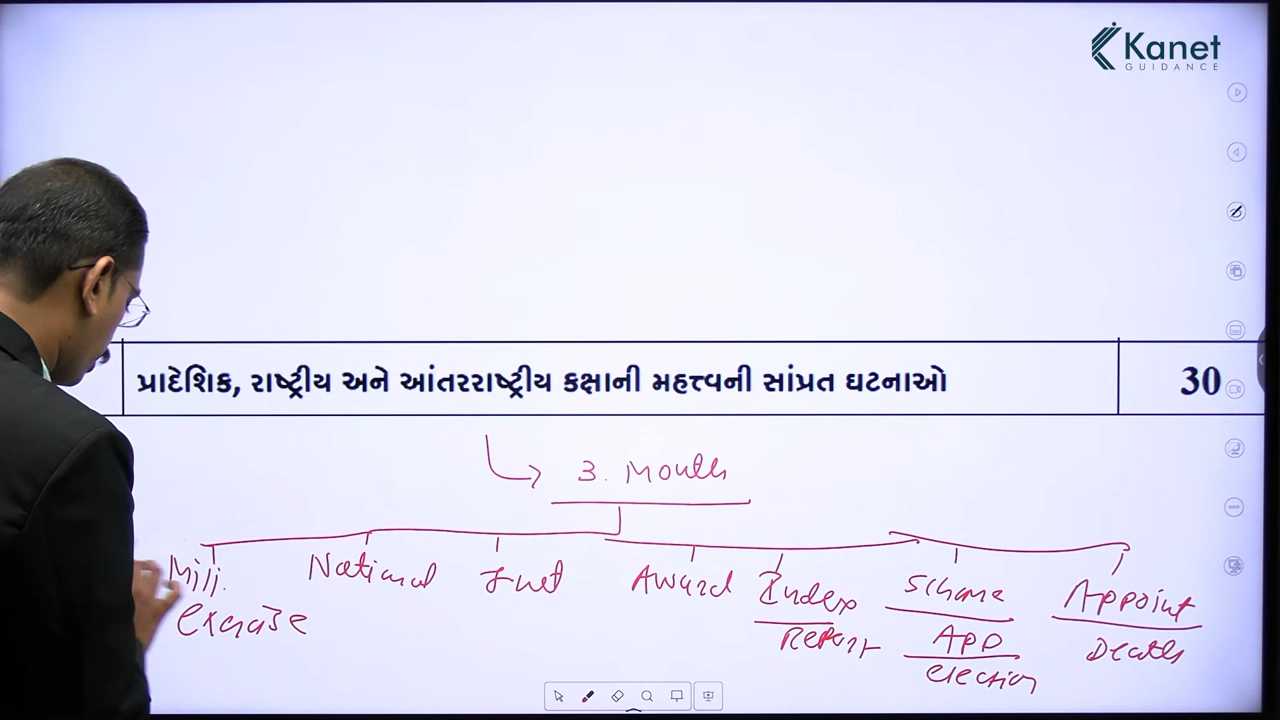 Kanet
GUIDANCE
પ્રાદેશિક, રાષ્ટ્રીય અને આંતરરાષ્ટ્રીય કક્ષાની મહત્ત્વની સાંપ્રત ઘટનાઓ 30
3. Month
Mili. National Award Index Scheme Appoint
exercise Report App Death
election